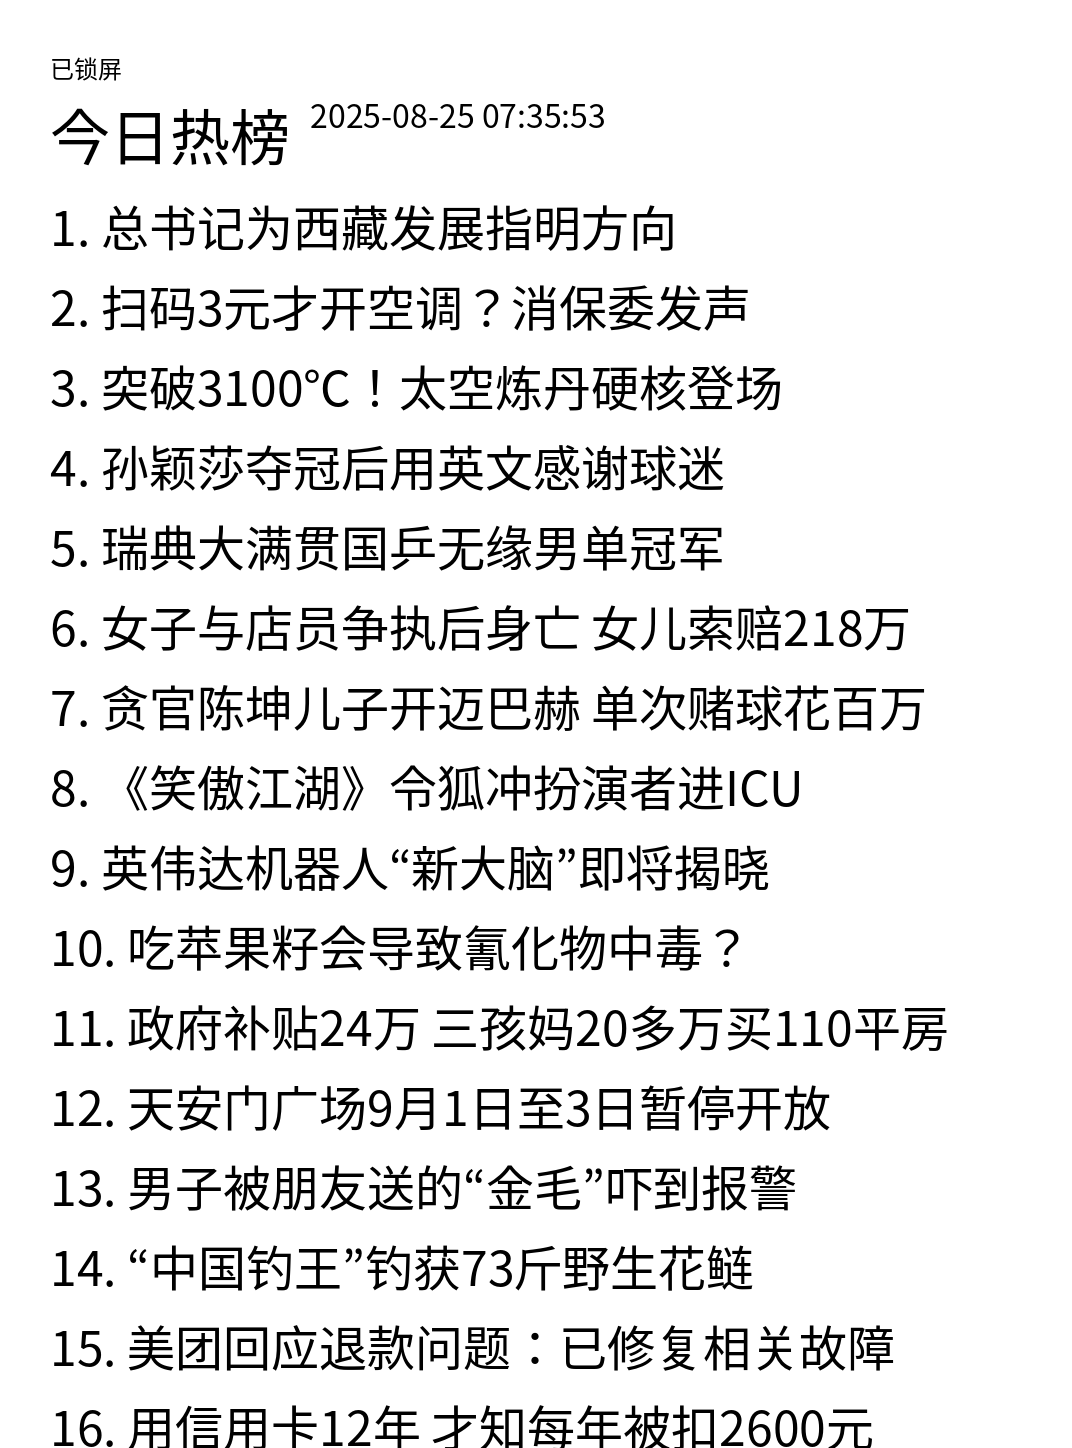 已锁屏
今日热榜 2025-08-25 07:35:53
1. 总书记为西藏发展指明方向
2. 扫码3元才开空调？消保委发声
3. 突破3100℃！太空炼丹硬核登场
4. 孙颖莎夺冠后用英文感谢球迷
5. 瑞典大满贯国乒无缘男单冠军
6. 女子与店员争执后身亡 女儿索赔218万
7. 贪官陈坤儿子开迈巴赫 单次赌球花百万
8. 《笑傲江湖》令狐冲扮演者进ICU
9. 英伟达机器人“新大脑”即将揭晓
10. 吃苹果籽会导致氰化物中毒？
11. 政府补贴24万 三孩妈20多万买110平房
12. 天安门广场9月1日至3日暂停开放
13. 男子被朋友送的“金毛”吓到报警
14. “中国钓王”钓获73斤野生花鲢
15. 美团回应退款问题：已修复相关故障
16. 用信用卡12年 才知每年被扣2600元